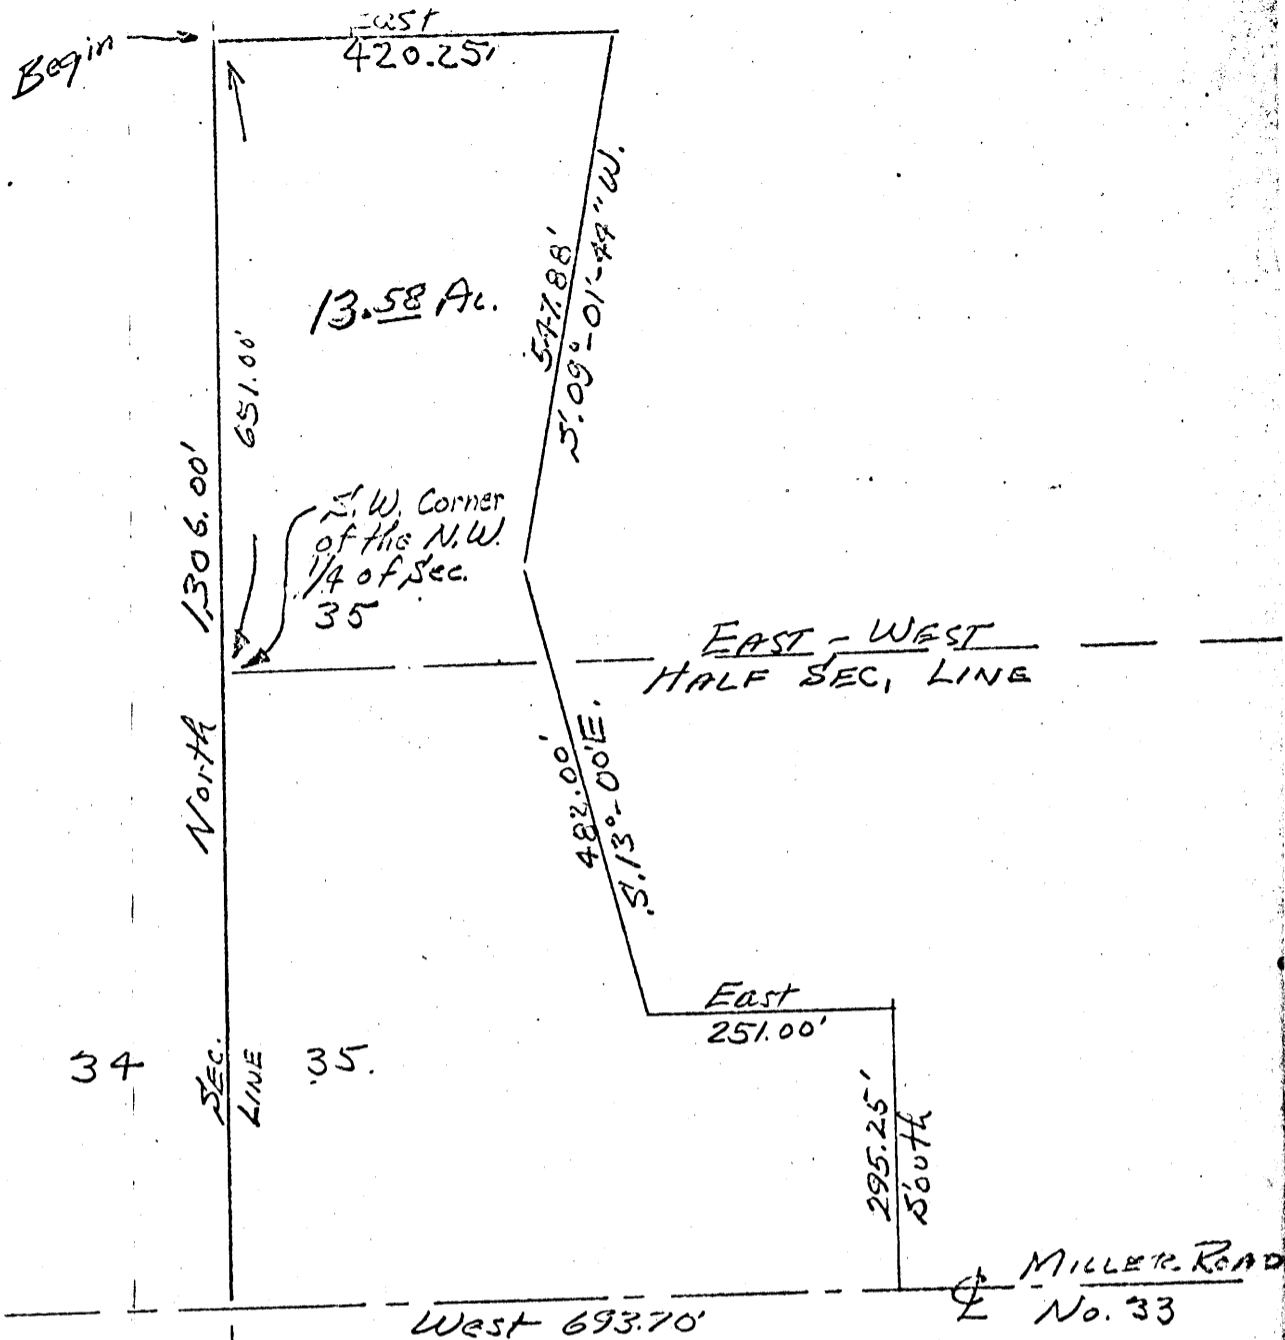 East
Begin
420.25'
547.88'
S.09°-01'-44"W.
13.58 Ac.
651.00'
1306.00'
North
S.W. Corner
of the N.W.
1/4 of Sec.
35
EAST - WEST
HALF SEC, LINE
482.00'
S.13°-00'E.
East
251.00'
34
SEC.
LINE
35.
295.25'
South
MILLER ROAD
℄ No. 33
West 693.70'